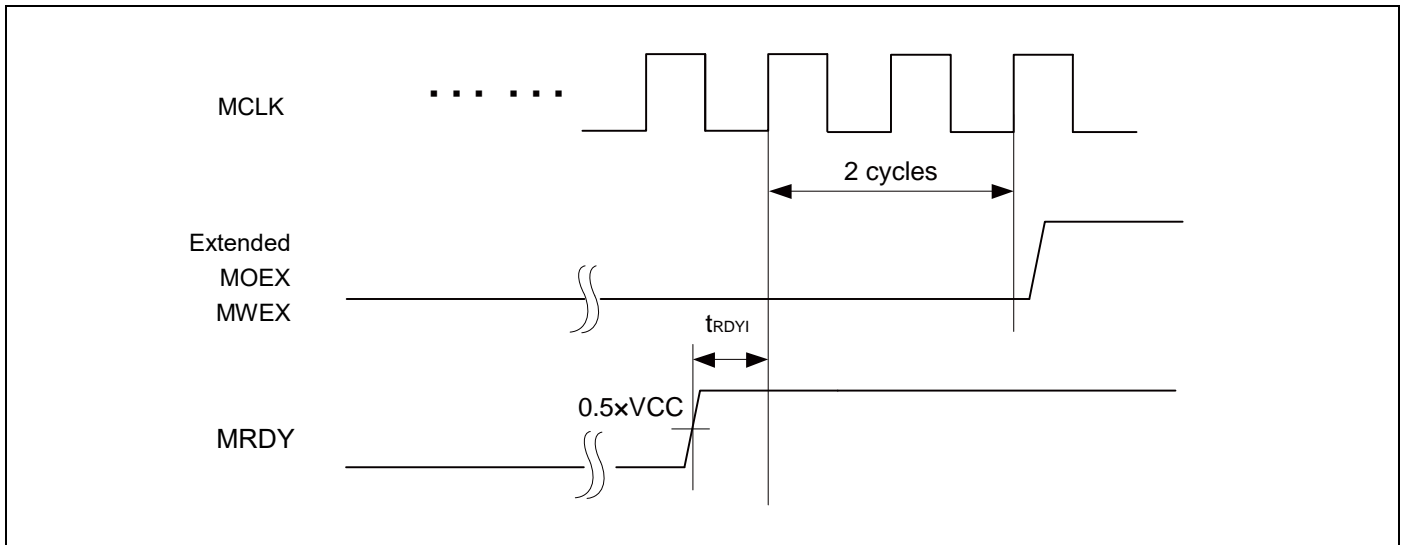 MCLK
2 cycles
Extended
MOEX
MWEX
tRDYI
0.5×VCC
MRDY